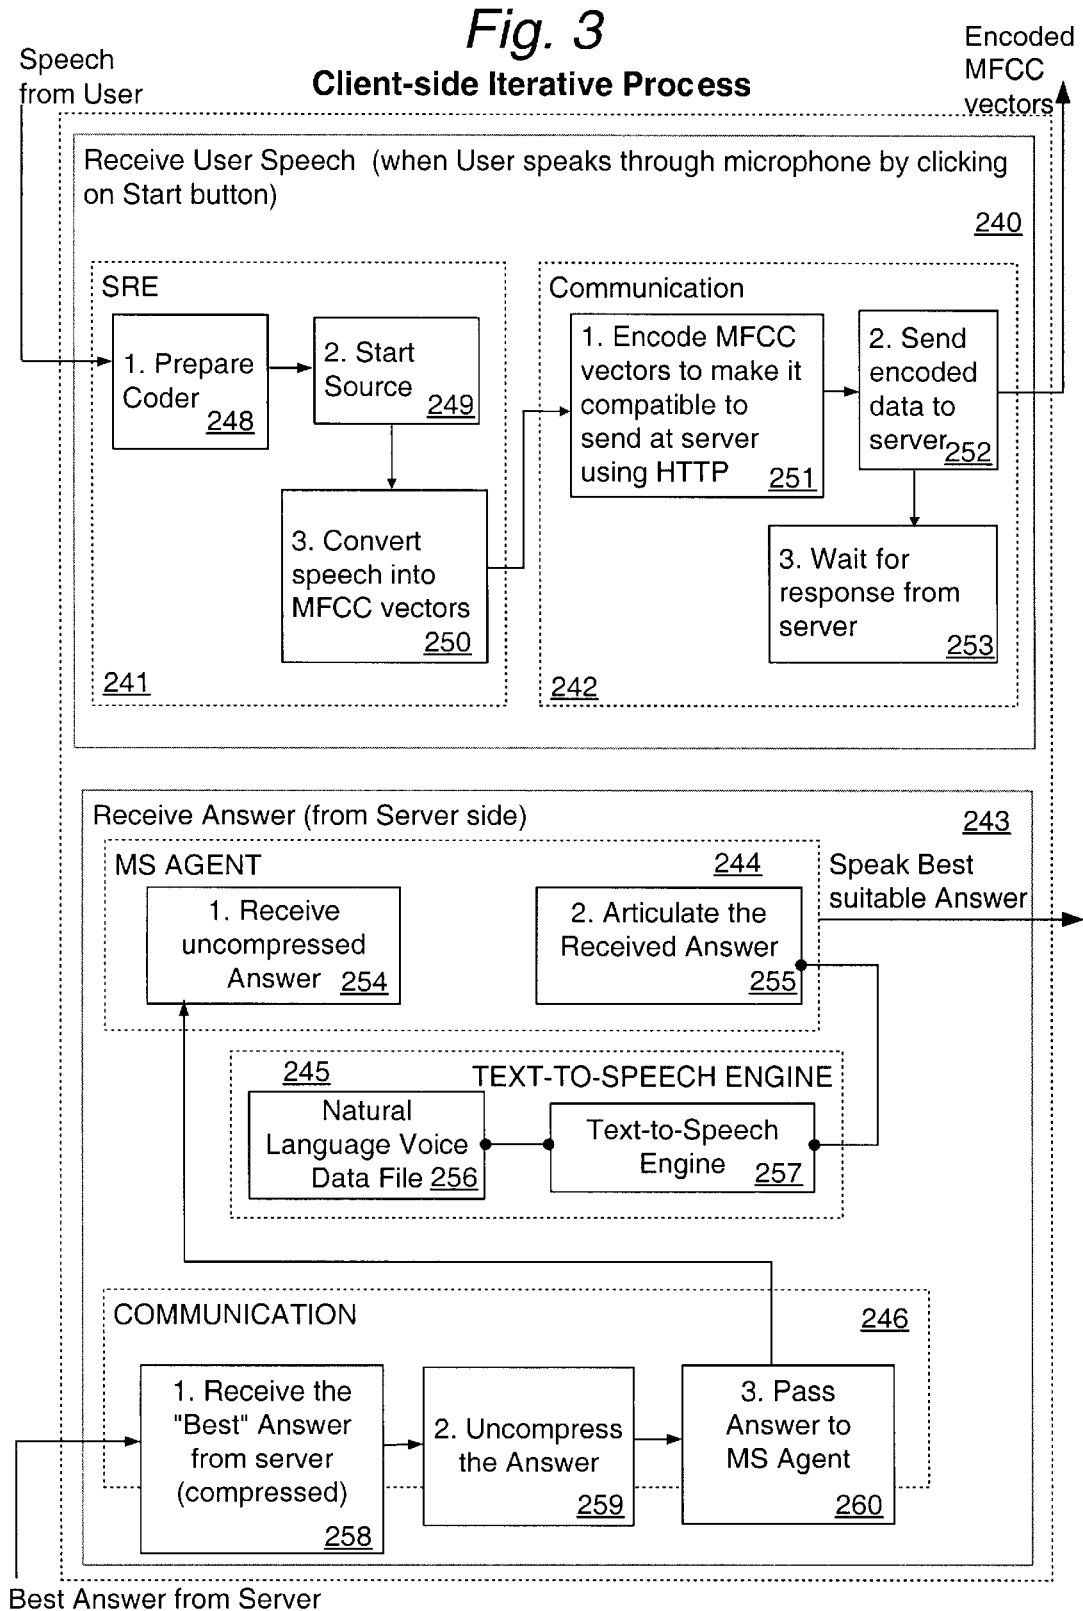 Fig. 3
Client-side Iterative Process
Speech
from User
Encoded
MFCC
vectors
Receive User Speech (when User speaks through microphone by clicking
on Start button)
240
SRE
1. Prepare
Coder
248
2. Start
Source
249
3. Convert
speech into
MFCC vectors
250
241
Communication
1. Encode MFCC
vectors to make it
compatible to
send at server
using HTTP
251
2. Send
encoded
data to
server
252
3. Wait for
response from
server
253
242
Receive Answer (from Server side)
243
MS AGENT
244
1. Receive
uncompressed
Answer
254
2. Articulate the
Received Answer
255
Speak Best
suitable Answer
245
TEXT-TO-SPEECH ENGINE
Natural
Language Voice
Data File 256
Text-to-Speech
Engine
257
COMMUNICATION
246
1. Receive the
"Best" Answer
from server
(compressed)
258
2. Uncompress
the Answer
259
3. Pass
Answer to
MS Agent
260
Best Answer from Server